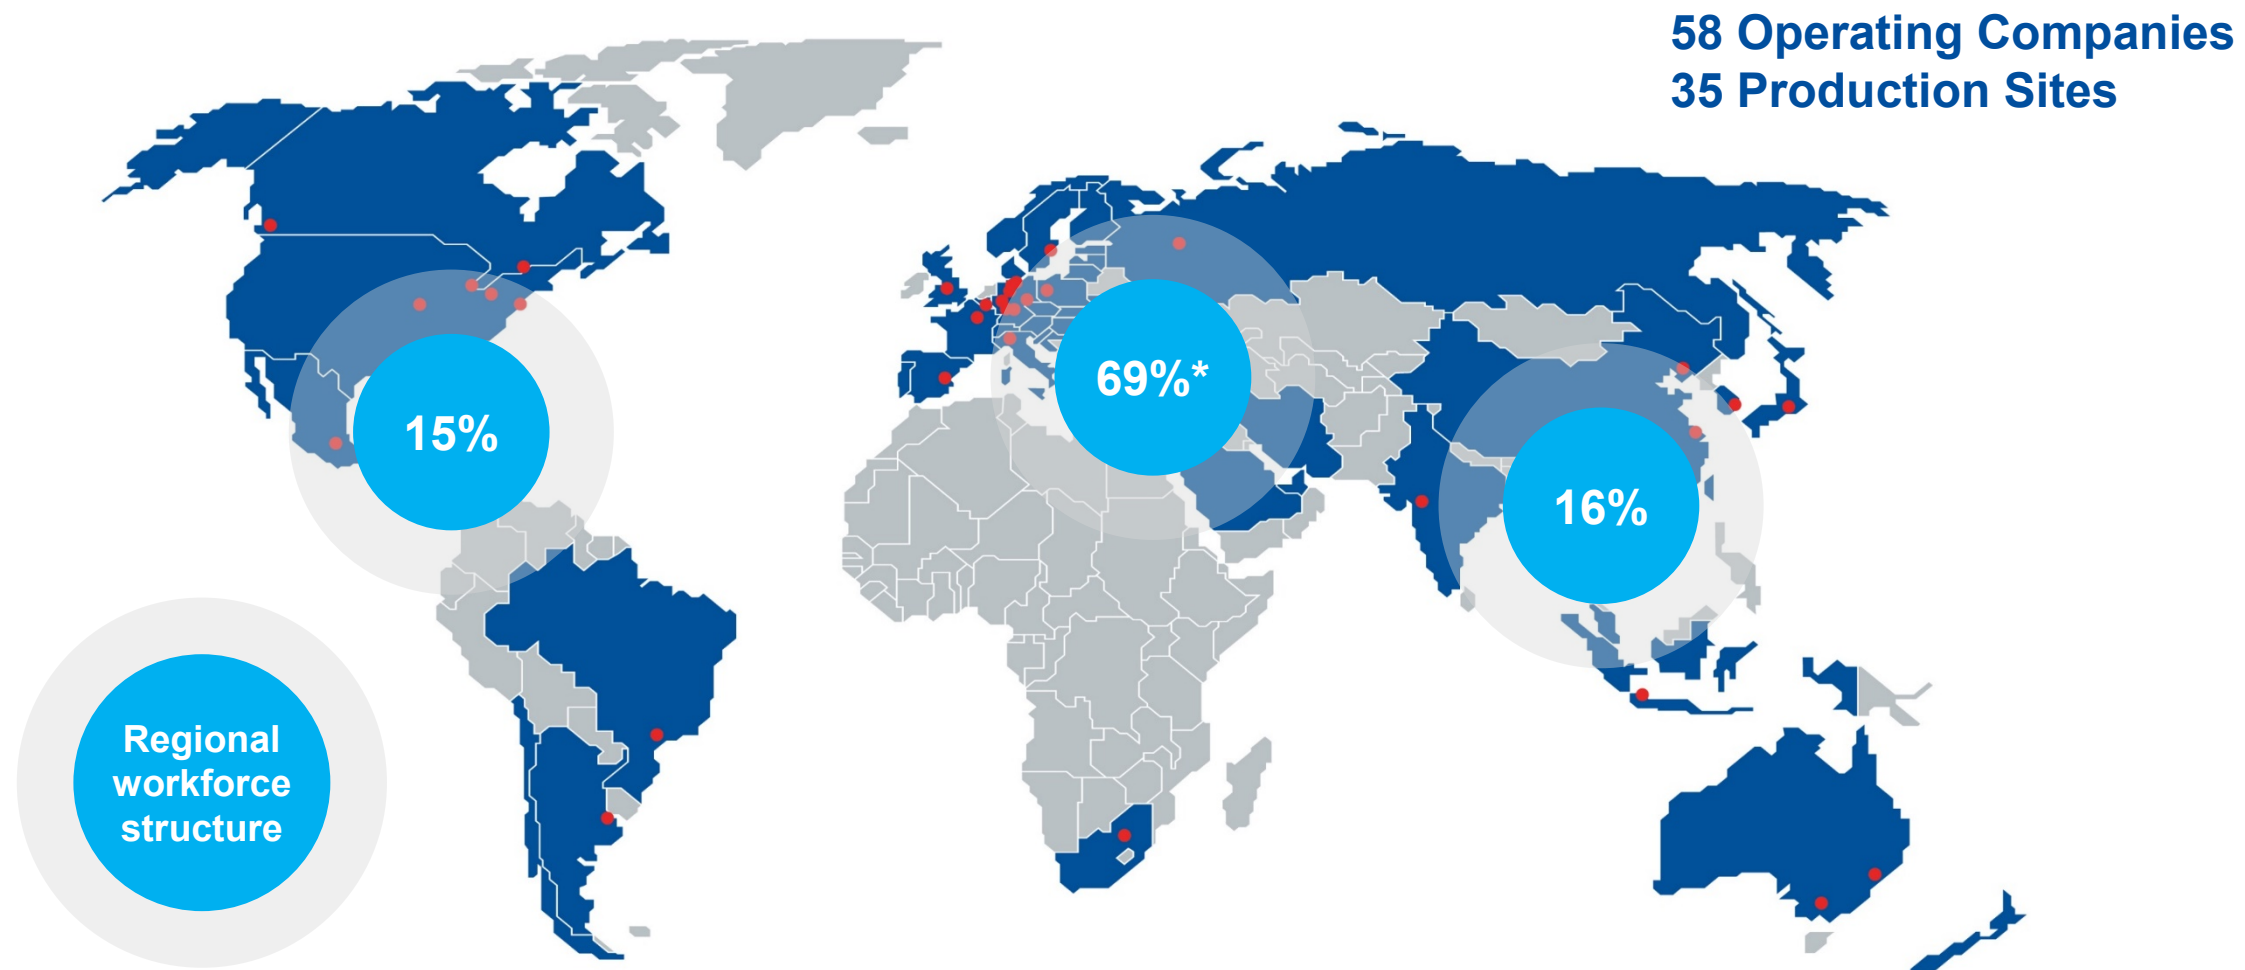 58 Operating Companies
35 Production Sites
69%*
15%
16%
Regional
workforce
structure